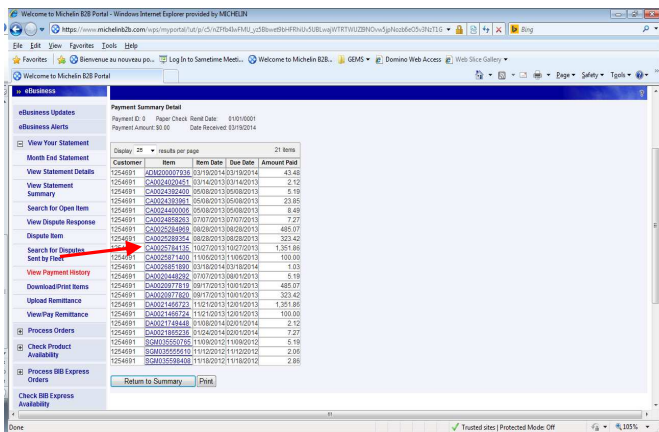 Welcome to Michelin B2B Portal - Windows Internet Explorer provided by MICHELIN
Bing
File Edit View Favorites Tools Help
Favorites Bienvenue au nouveau po... Log In to Sametime Meeti... Welcome to Michelin B2B... GEMS Domino Web Access Web Slice Gallery
Welcome to Michelin B2B Portal Page Safety Tools
» eBusiness ?
eBusiness Updates
eBusiness Alerts
View Your Statement
Month End Statement
View Statement Details
View Statement
Summary
Search for Open Item
View Dispute Response
Dispute Item
Search for Disputes
Sent by Fleet
View Payment History
Download/Print Items
Upload Remittance
View/Pay Remittance
Process Orders
Check Product
Availability
Process BIB Express
Orders
Check BIB Express
Availability
Payment Summary Detail
Payment ID: 0 Paper Check Remit Date: 01/01/0001
Payment Amount: $0.00 Date Received: 03/19/2014
Display 25 results per page 21 items
Customer Item Item Date Due Date Amount Paid
1254691 ADM200007936 03/19/2014 03/19/2014 43.48
1254691 CA0024020451 03/14/2013 03/14/2013 2.12
1254691 CA0024392400 05/08/2013 05/08/2013 5.19
1254691 CA0024393961 05/08/2013 05/08/2013 23.85
1254691 CA0024400006 05/08/2013 05/08/2013 8.49
1254691 CA0024858263 07/07/2013 07/07/2013 7.27
1254691 CA0025284969 08/28/2013 08/28/2013 485.07
1254691 CA0025289354 08/28/2013 08/28/2013 323.42
CA0025784135 10/27/2013 10/27/2013 1,351.86
1254691 CA0025871400 11/06/2013 11/06/2013 100.00
1254691 CA0026851890 03/18/2014 03/18/2014 1.03
1254691 DA0020448292 07/07/2013 08/01/2013 5.19
1254691 DA0020977819 09/17/2013 10/01/2013 485.07
1254691 DA0020977820 09/17/2013 10/01/2013 323.42
1254691 DA0021466723 11/21/2013 12/01/2013 1,351.86
1254691 DA0021466724 11/21/2013 12/01/2013 100.00
1254691 DA0021749448 01/08/2014 02/01/2014 2.12
1254691 DA0021865236 01/24/2014 02/01/2014 7.27
1254691 SGM035550765 11/09/2012 11/09/2012 5.19
1254691 SGM035555610 11/12/2012 11/12/2012 2.06
1254691 SGM035598408 11/18/2012 11/18/2012 2.86
Return to Summary Print
Done Trusted sites | Protected Mode: Off 105%